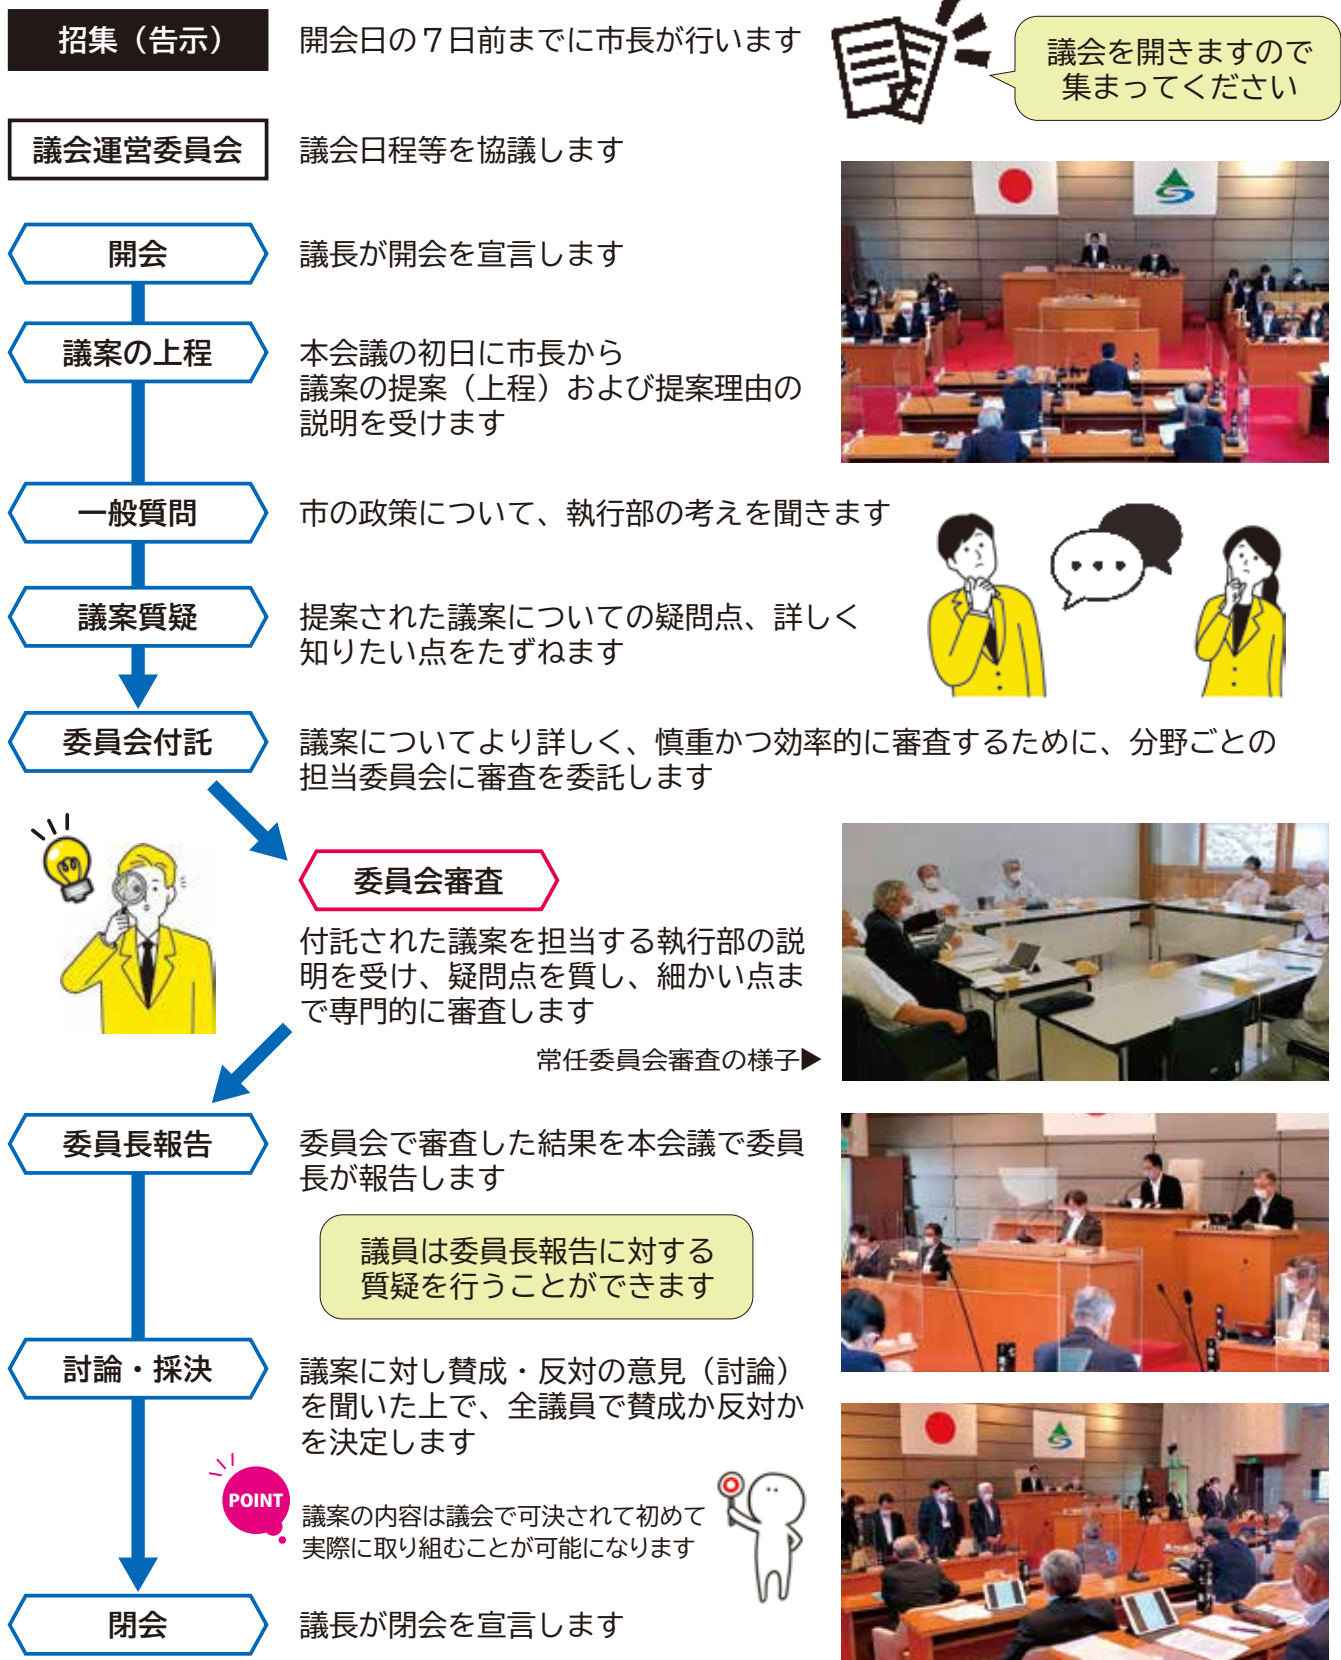 招集（告示）
開会日の７日前までに市長が行います
議会を開きますので
集まってください
議会運営委員会
議会日程等を協議します
開会
議長が開会を宣言します
議案の上程
本会議の初日に市長から
議案の提案（上程）および提案理由の
説明を受けます
一般質問
市の政策について、執行部の考えを聞きます
議案質疑
提案された議案についての疑問点、詳しく
知りたい点をたずねます
委員会付託
議案についてより詳しく、慎重かつ効率的に審査するために、分野ごとの
担当委員会に審査を委託します
委員会審査
付託された議案を担当する執行部の説
明を受け、疑問点を質し、細かい点ま
で専門的に審査します
常任委員会審査の様子▶
委員長報告
委員会で審査した結果を本会議で委員
長が報告します
議員は委員長報告に対する
質疑を行うことができます
討論・採決
議案に対し賛成・反対の意見（討論）
を聞いた上で、全議員で賛成か反対か
を決定します
POINT
議案の内容は議会で可決されて初めて
実際に取り組むことが可能になります
閉会
議長が閉会を宣言します